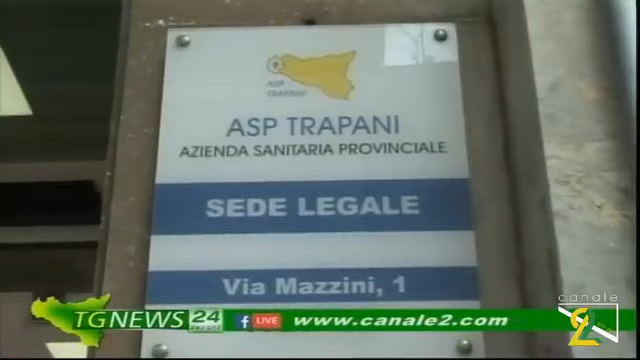 ASP
TRAPANI
ASP TRAPANI
AZIENDA SANITARIA PROVINCIALE
SEDE LEGALE
Via Mazzini, 1
TGNEWS 24
f LIVE www.canale2.com
canale
2